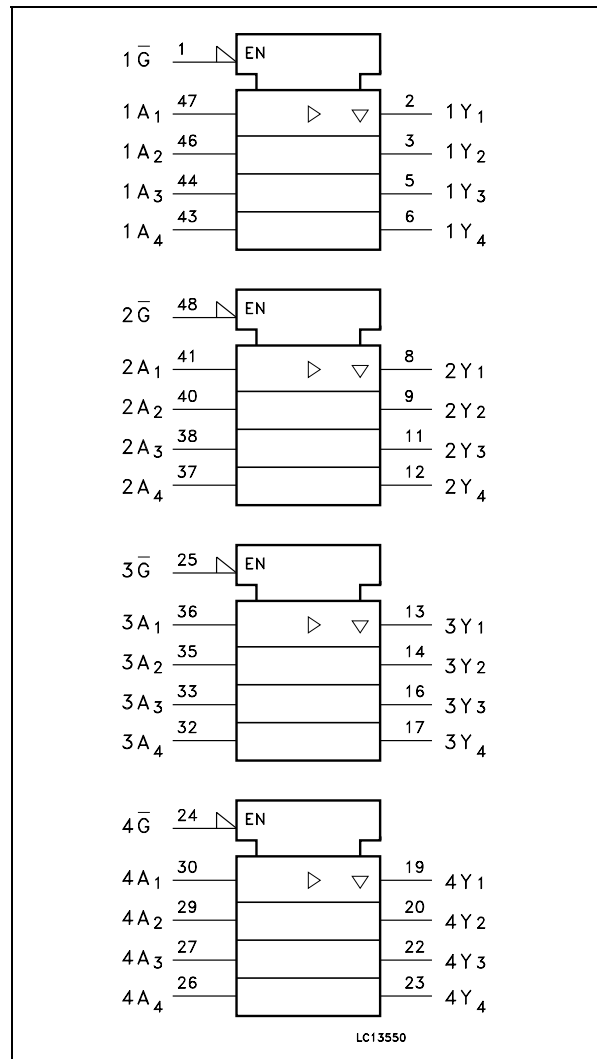 1G̅ 1 EN
1A₁ 47 2 1Y₁
1A₂ 46 3 1Y₂
1A₃ 44 5 1Y₃
1A₄ 43 6 1Y₄
2G̅ 48 EN
2A₁ 41 8 2Y₁
2A₂ 40 9 2Y₂
2A₃ 38 11 2Y₃
2A₄ 37 12 2Y₄
3G̅ 25 EN
3A₁ 36 13 3Y₁
3A₂ 35 14 3Y₂
3A₃ 33 16 3Y₃
3A₄ 32 17 3Y₄
4G̅ 24 EN
4A₁ 30 19 4Y₁
4A₂ 29 20 4Y₂
4A₃ 27 22 4Y₃
4A₄ 26 23 4Y₄
LC13550